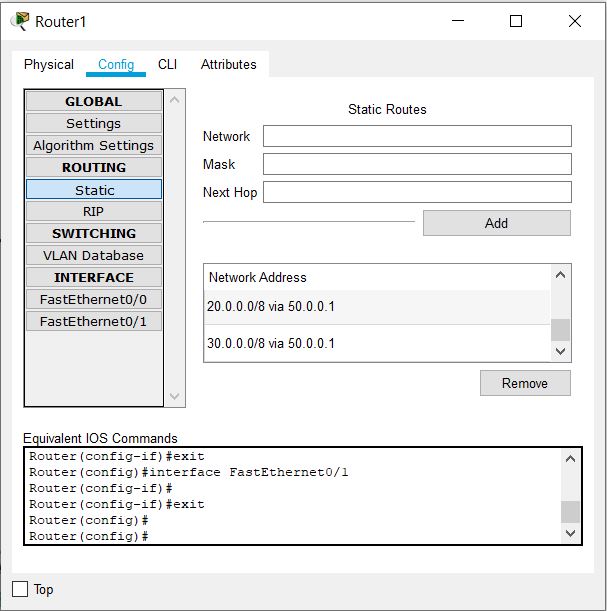 Router1
Physical Config CLI Attributes
GLOBAL
Settings
Algorithm Settings
ROUTING
Static
RIP
SWITCHING
VLAN Database
INTERFACE
FastEthernet0/0
FastEthernet0/1
Static Routes
Network
Mask
Next Hop
Add
Network Address
20.0.0.0/8 via 50.0.0.1
30.0.0.0/8 via 50.0.0.1
Remove
Equivalent IOS Commands
Router(config-if)#exit
Router(config)#interface FastEthernet0/1
Router(config-if)#
Router(config-if)#exit
Router(config)#
Router(config)#
Top